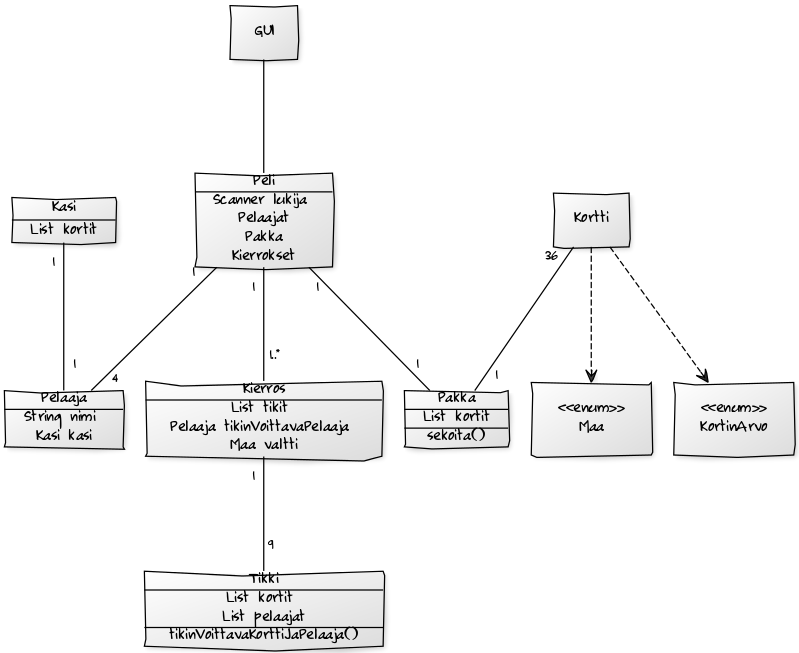 GUI
Peli
Scanner lukija
Pelaajat
Pakka
Kierrokset
Kasi
List kortit
Kortti
36
1
1
1
1
1
1..*
1
4
1
1
Pelaaja
String nimi
Kasi kasi
Kierros
List tikit
Pelaaja tikinVoittavaPelaaja
Maa valtti
Pakka
List kortit
sekoita()
<<enum>>
Maa
<<enum>>
KortinArvo
1
9
Tikki
List kortit
List pelaajat
tikinVoittavaKorttiJaPelaaja()